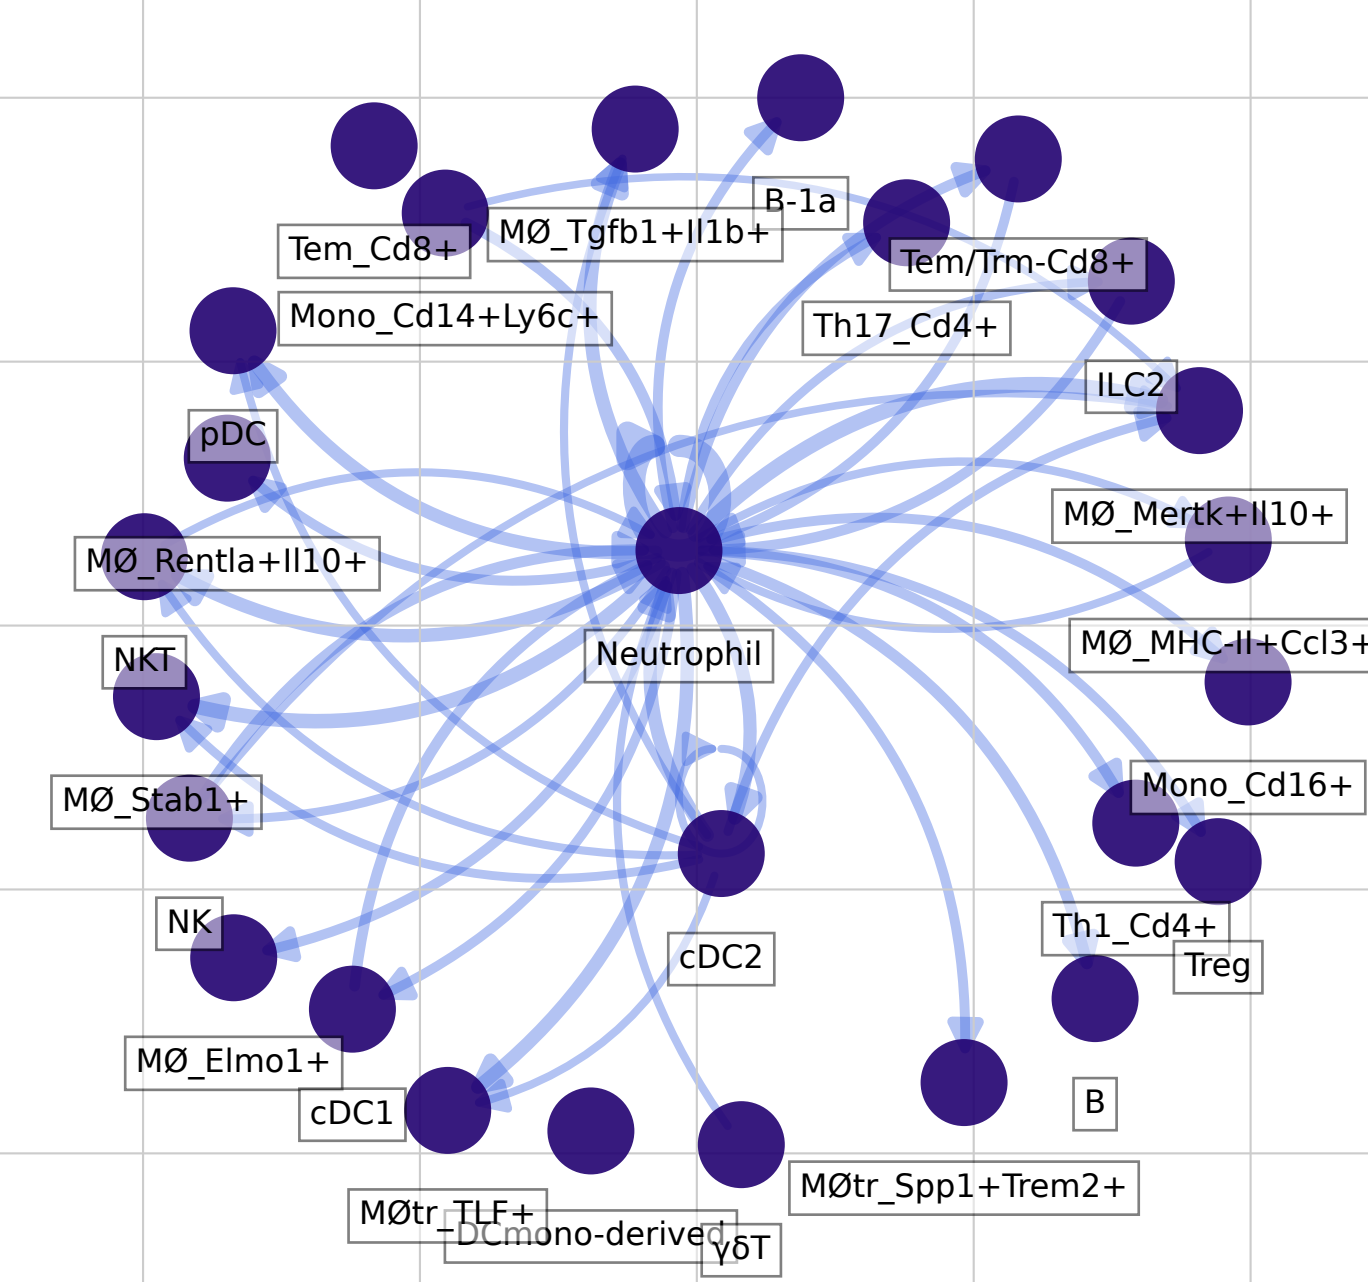 B-1a
MØ_Tgfb1+Il1b+
Tem_Cd8+
Tem/Trm-Cd8+
Mono_Cd14+Ly6c+
Th17_Cd4+
ILC2
pDC
MØ_Mertk+Il10+
MØ_Rentla+Il10+
MØ_MHC-II+Ccl3+
Neutrophil
NKT
Mono_Cd16+
MØ_Stab1+
NK
Th1_Cd4+
cDC2
Treg
MØ_Elmo1+
B
cDC1
MØtr_Spp1+Trem2+
MØtr_TLF+
DCmono-derived
γδT